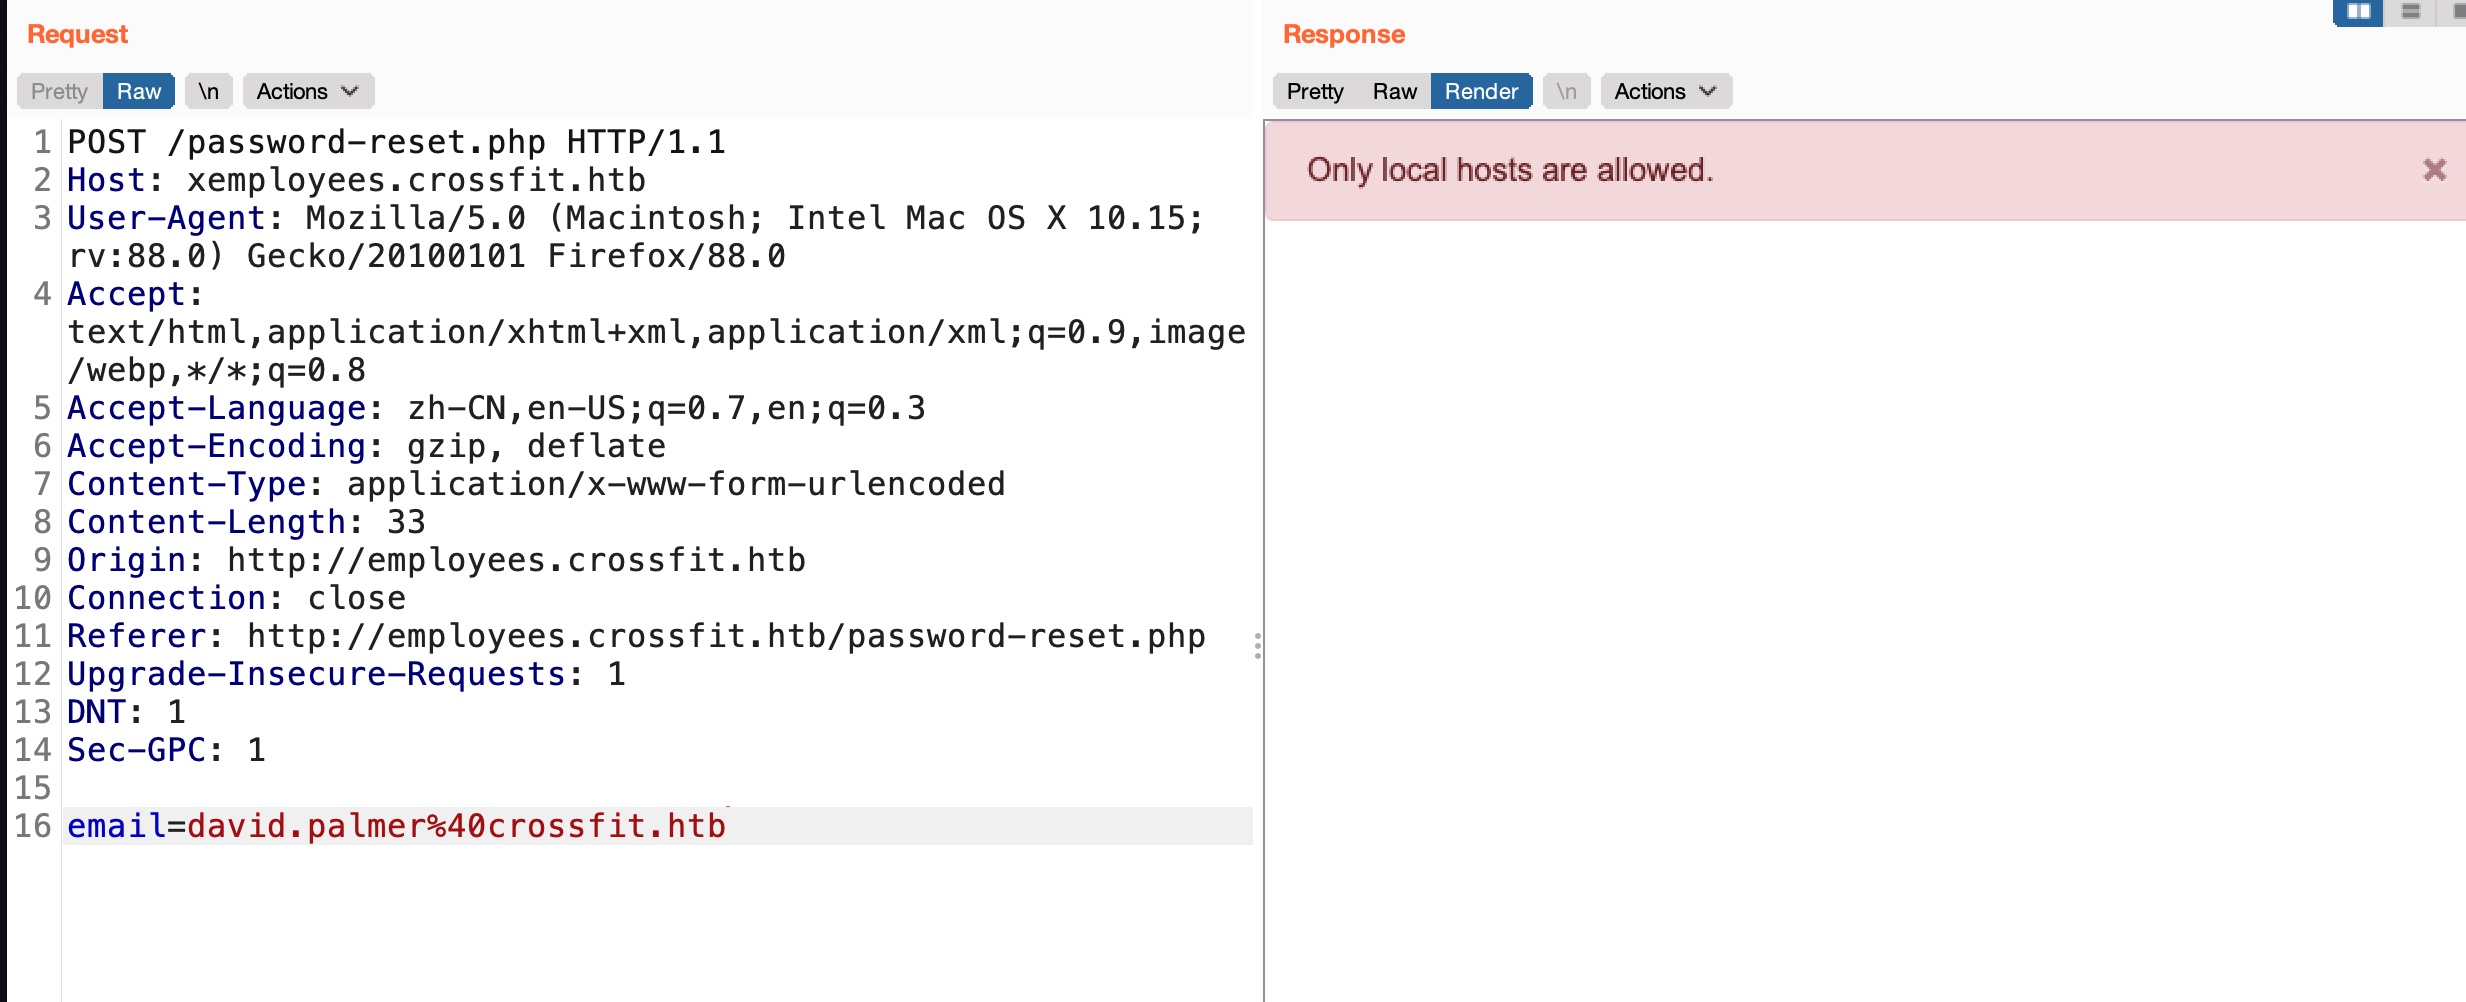 Request
Pretty Raw \n Actions
1 POST /password-reset.php HTTP/1.1
2 Host: xemployees.crossfit.htb
3 User-Agent: Mozilla/5.0 (Macintosh; Intel Mac OS X 10.15;
rv:88.0) Gecko/20100101 Firefox/88.0
4 Accept:
text/html,application/xhtml+xml,application/xml;q=0.9,image
/webp,*/*;q=0.8
5 Accept-Language: zh-CN,en-US;q=0.7,en;q=0.3
6 Accept-Encoding: gzip, deflate
7 Content-Type: application/x-www-form-urlencoded
8 Content-Length: 33
9 Origin: http://employees.crossfit.htb
10 Connection: close
11 Referer: http://employees.crossfit.htb/password-reset.php
12 Upgrade-Insecure-Requests: 1
13 DNT: 1
14 Sec-GPC: 1
15
16 email=david.palmer%40crossfit.htb
Response
Pretty Raw Render \n Actions
Only local hosts are allowed. ×